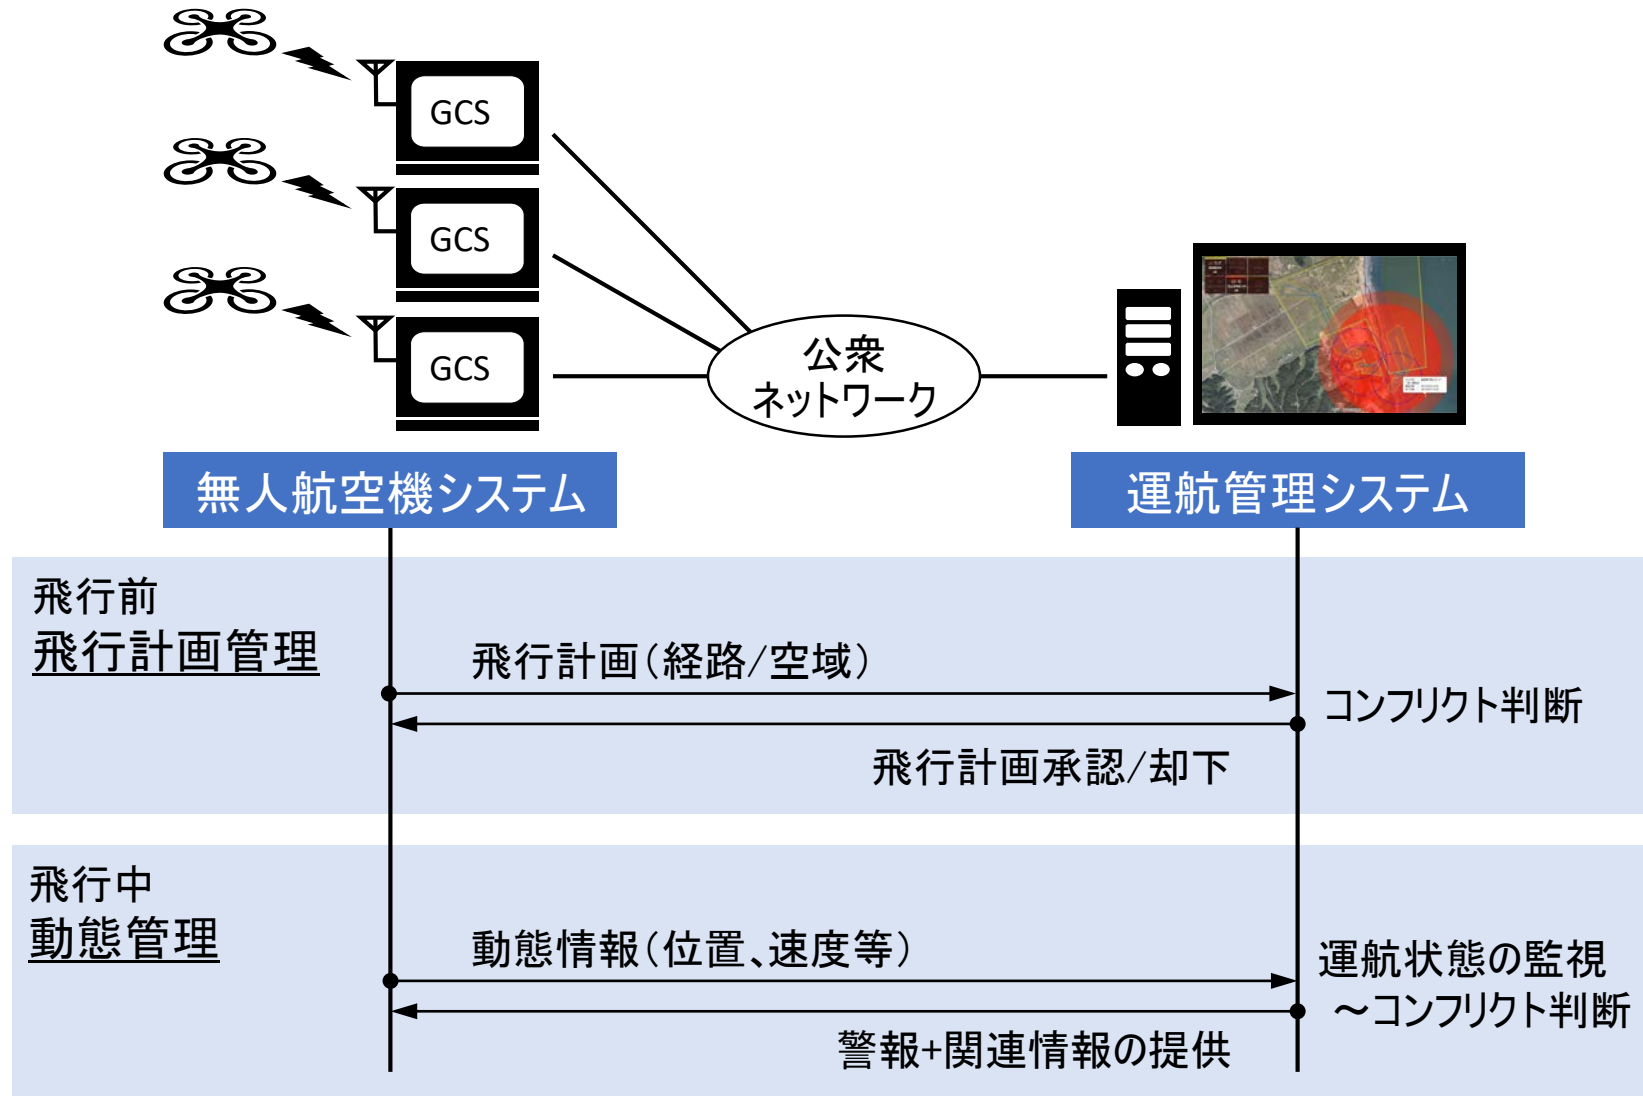 GCS
GCS
GCS
公衆
ネットワーク
無人航空機システム
運航管理システム
飛行前
飛行計画管理
飛行計画(経路/空域)
コンフリクト判断
飛行計画承認/却下
飛行中
動態管理
動態情報(位置、速度等)
運航状態の監視
～コンフリクト判断
警報+関連情報の提供